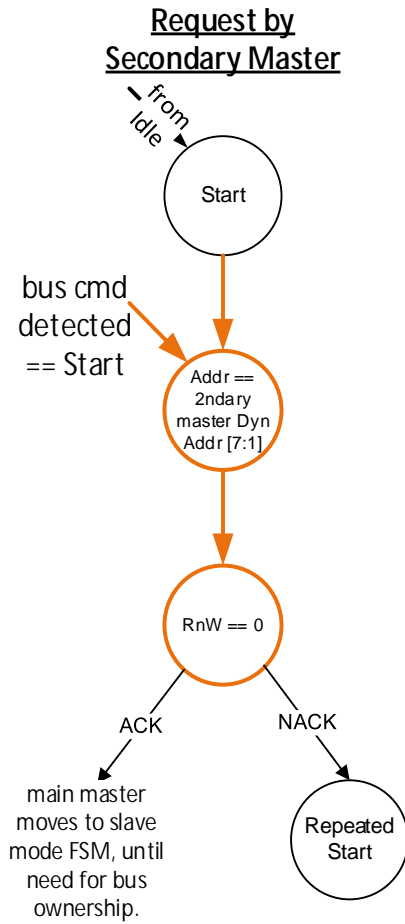 Request by
Secondary Master
from
Idle
Start
bus cmd
detected
== Start
Addr ==
2ndary
master Dyn
Addr [7:1]
RnW == 0
ACK
NACK
main master
moves to slave
mode FSM, until
need for bus
ownership.
Repeated
Start